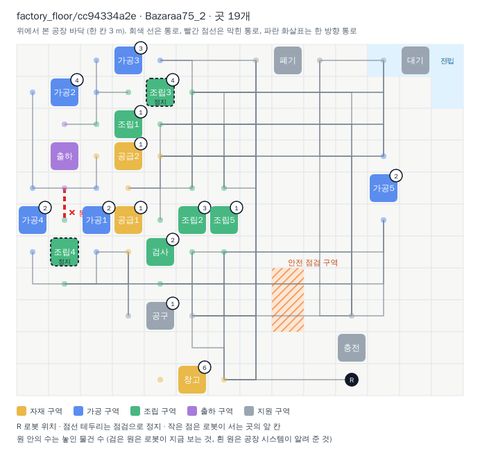 factory_floor/cc94334a2e · Bazaraa75_2 · 곳 19개
위에서 본 공장 바닥 (한 칸 3 m). 회색 선은 통로, 빨간 점선은 막힌 통로, 파란 화살표는 한 방향 통로
가공3 3 폐기 대기 전립
가공2 4 조립3 4 정지
조립1 1
출하 공급2 1
가공5 2
가공4 2 ✖ 가공1 2 공급1 1 조립2 3 조립5 1
조립4 정지 검사 2
안전 점검 구역
공구 1
충전
창고 6 R
자재 구역 가공 구역 조립 구역 출하 구역 지원 구역
R 로봇 위치 · 점선 테두리는 점검으로 정지 · 작은 점은 로봇이 서는 곳의 앞 칸
원 안의 수는 놓인 물건 수 (검은 원은 로봇이 지금 보는 것, 흰 원은 공장 시스템이 알려 준 것)